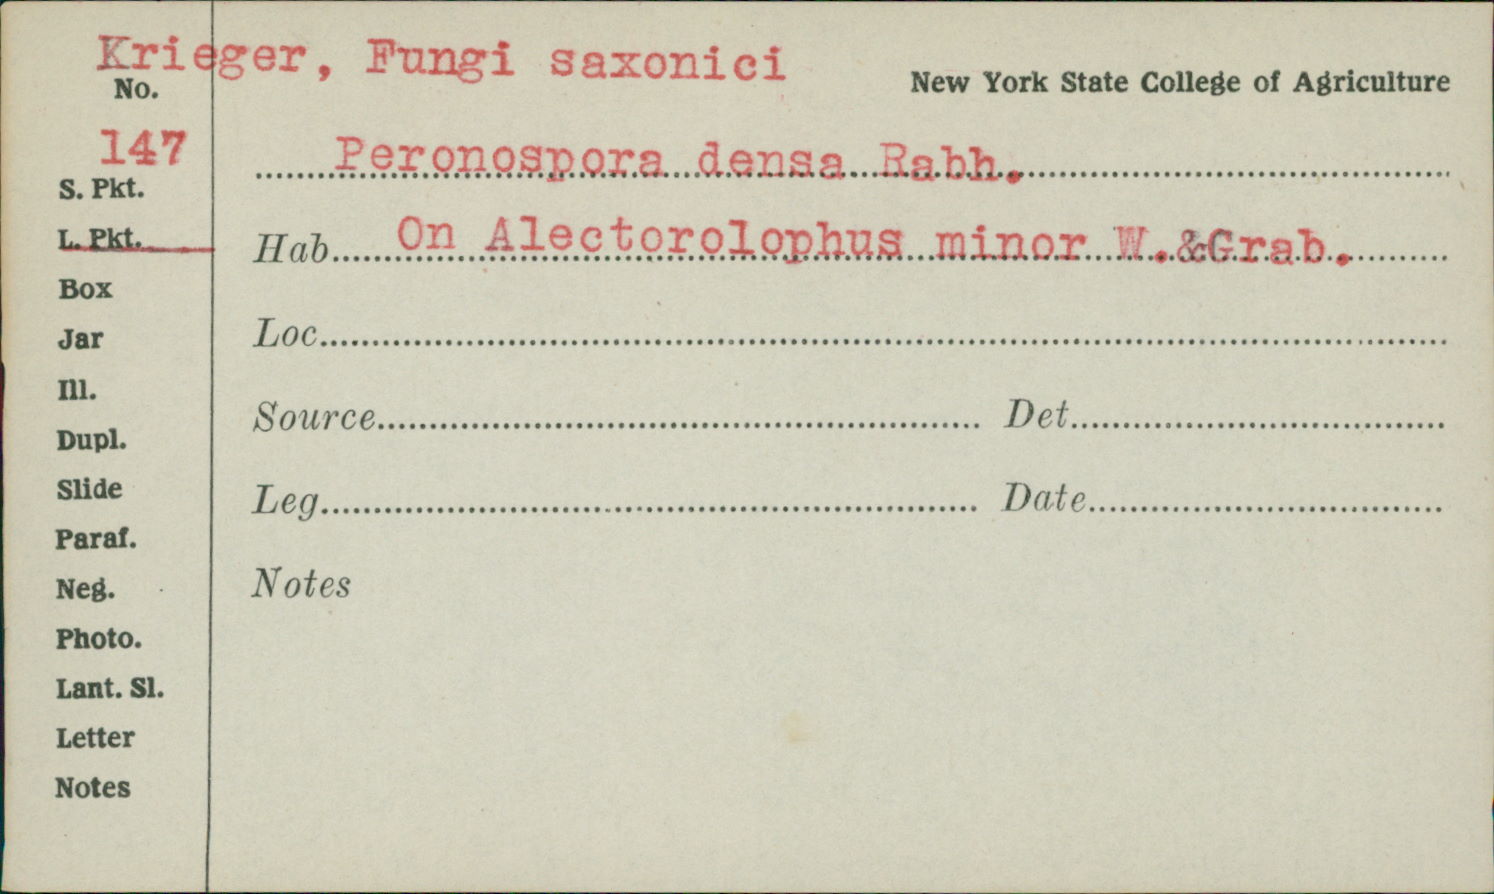 Krieger, Fungi saxonici
New York State College of Agriculture
No.
147
Peronospora densa Rabh.
S. Pkt.
L. Pkt.
Hab. On Alectorolophus minor W.&Grab.
Box
Jar
Loc.
Ill.
Source
Det.
Dupl.
Slide
Leg.
Date
Paraf.
Neg.
Notes
Photo.
Lant. Sl.
Letter
Notes